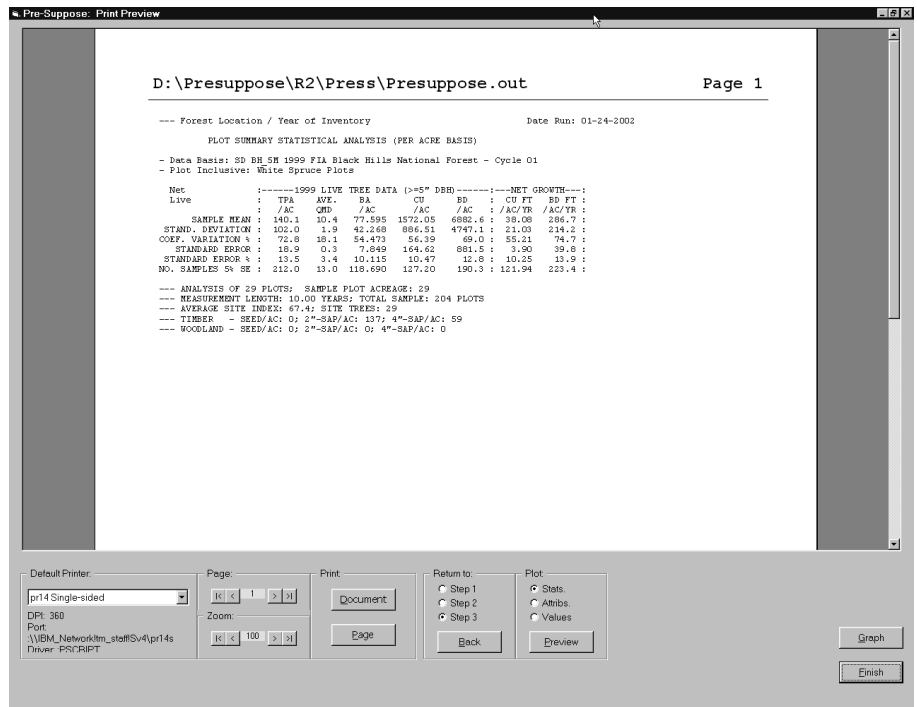 Pre-Suppose: Print Preview
D:\Presuppose\R2\Press\Presuppose.out Page 1
--- Forest Location / Year of Inventory Date Run: 01-24-2002
PLOT SUMMARY STATISTICAL ANALYSIS (PER ACRE BASIS)
- Data Basis: SD BH_SM 1999 FIA Black Hills National Forest - Cycle 01
- Plot Inclusive: White Spruce Plots
Net :------1999 LIVE TREE DATA (>=5" DBH)------:---NET GROWTH---:
Live : TPA AVE. BA CU BD : CU FT BD FT :
: /AC QMD /AC /AC /AC : /AC/YR /AC/YR :
SAMPLE MEAN : 140.1 10.4 77.595 1572.05 6882.6 : 38.08 286.7 :
STAND. DEVIATION : 102.0 1.9 42.268 886.51 4747.1 : 21.03 214.2 :
COEF. VARIATION % : 72.8 18.1 54.473 56.39 69.0 : 55.21 74.7 :
STANDARD ERROR : 18.9 0.3 7.849 164.62 881.5 : 3.90 39.8 :
STANDARD ERROR % : 13.5 3.4 10.115 10.47 12.8 : 10.25 13.9 :
NO. SAMPLES 5% SE : 212.0 13.0 118.690 127.20 190.3 : 121.94 223.4 :
--- ANALYSIS OF 29 PLOTS; SAMPLE PLOT ACREAGE: 29
--- MEASUREMENT LENGTH: 10.00 YEARS; TOTAL SAMPLE: 204 PLOTS
--- AVERAGE SITE INDEX: 67.4; SITE TREES: 29
--- TIMBER - SEED/AC: 0; 2"-SAP/AC: 137; 4"-SAP/AC: 59
--- WOODLAND - SEED/AC: 0; 2"-SAP/AC: 0; 4"-SAP/AC: 0
Default Printer:
pr14 Single-sided
DPI: 360
Port:
:\\IBM_Network!tm_staff!Sv4\pr14s
Driver :PSCRIPT
Page:
|< < 1 > >|
Zoom:
|< < 100 > >|
Print:
Document
Page
Return to:
Step 1
Step 2
Step 3
Back
Plot:
Stats.
Attribs.
Values
Preview
Graph
Finish